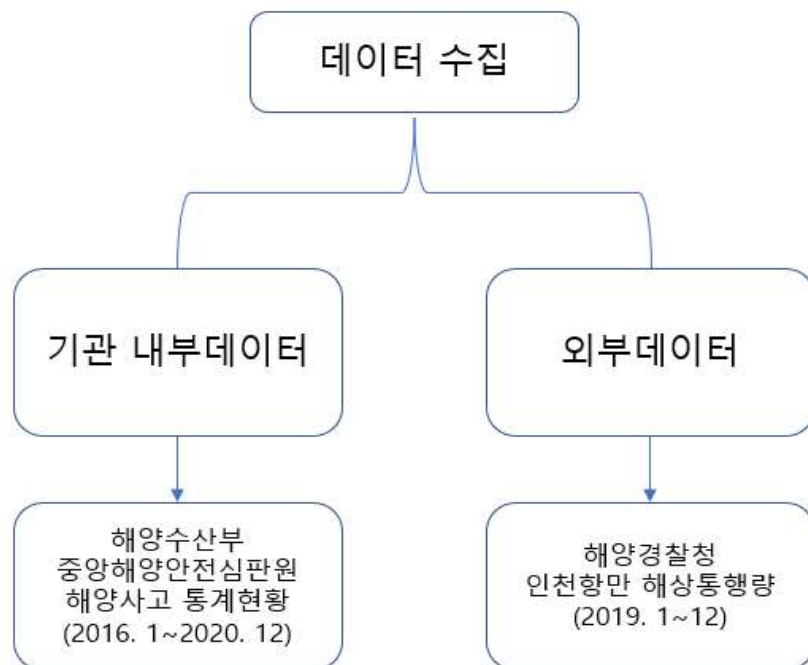 데이터 수집
기관 내부데이터
외부데이터
해양수산부
중앙해양안전심판원
해양사고 통계현황
(2016. 1~2020. 12)
해양경찰청
인천항만 해상통행량
(2019. 1~12)